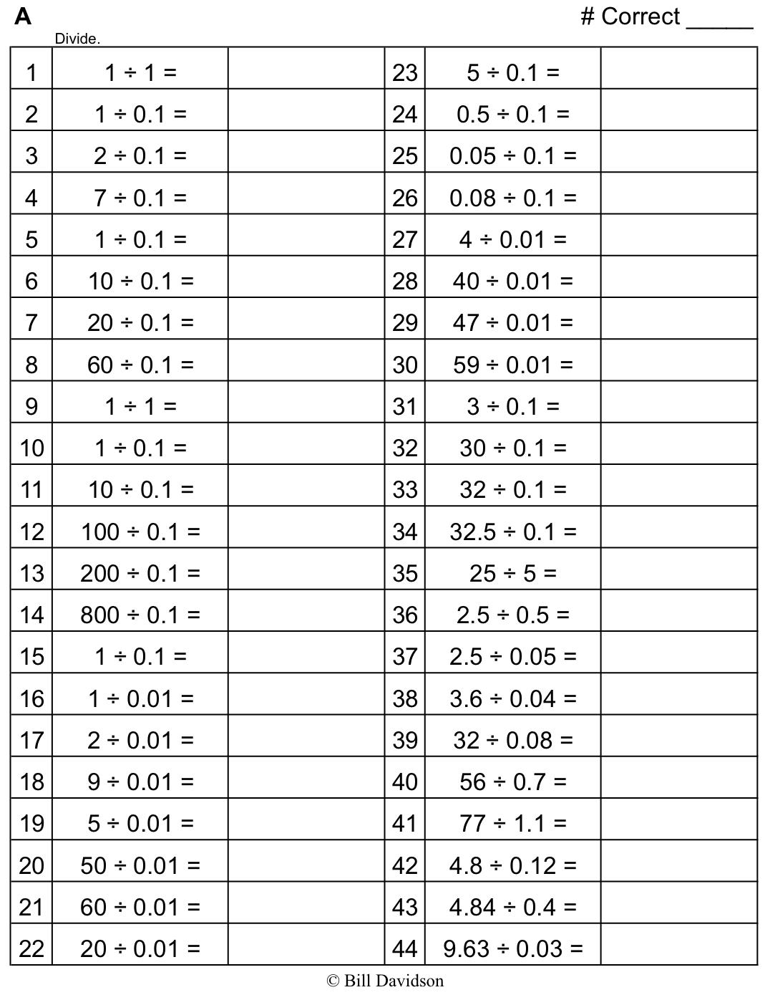 A # Correct _____
Divide.
1 1 ÷ 1 = 23 5 ÷ 0.1 =
2 1 ÷ 0.1 = 24 0.5 ÷ 0.1 =
3 2 ÷ 0.1 = 25 0.05 ÷ 0.1 =
4 7 ÷ 0.1 = 26 0.08 ÷ 0.1 =
5 1 ÷ 0.1 = 27 4 ÷ 0.01 =
6 10 ÷ 0.1 = 28 40 ÷ 0.01 =
7 20 ÷ 0.1 = 29 47 ÷ 0.01 =
8 60 ÷ 0.1 = 30 59 ÷ 0.01 =
9 1 ÷ 1 = 31 3 ÷ 0.1 =
10 1 ÷ 0.1 = 32 30 ÷ 0.1 =
11 10 ÷ 0.1 = 33 32 ÷ 0.1 =
12 100 ÷ 0.1 = 34 32.5 ÷ 0.1 =
13 200 ÷ 0.1 = 35 25 ÷ 5 =
14 800 ÷ 0.1 = 36 2.5 ÷ 0.5 =
15 1 ÷ 0.1 = 37 2.5 ÷ 0.05 =
16 1 ÷ 0.01 = 38 3.6 ÷ 0.04 =
17 2 ÷ 0.01 = 39 32 ÷ 0.08 =
18 9 ÷ 0.01 = 40 56 ÷ 0.7 =
19 5 ÷ 0.01 = 41 77 ÷ 1.1 =
20 50 ÷ 0.01 = 42 4.8 ÷ 0.12 =
21 60 ÷ 0.01 = 43 4.84 ÷ 0.4 =
22 20 ÷ 0.01 = 44 9.63 ÷ 0.03 =
© Bill Davidson